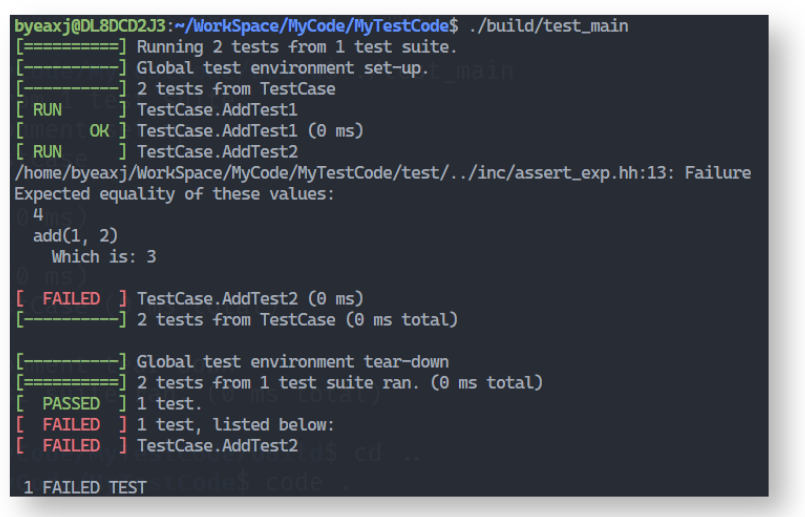 byeaxj@DL8DCD2J3:~/WorkSpace/MyCode/MyTestCode$ ./build/test_main
[==========] Running 2 tests from 1 test suite.
[----------] Global test environment set-up.
[----------] 2 tests from TestCase
[ RUN      ] TestCase.AddTest1
[       OK ] TestCase.AddTest1 (0 ms)
[ RUN      ] TestCase.AddTest2
/home/byeaxj/WorkSpace/MyCode/MyTestCode/test/../inc/assert_exp.hh:13: Failure
Expected equality of these values:
  4
  add(1, 2)
    Which is: 3
[  FAILED  ] TestCase.AddTest2 (0 ms)
[----------] 2 tests from TestCase (0 ms total)
[----------] Global test environment tear-down
[==========] 2 tests from 1 test suite ran. (0 ms total)
[  PASSED  ] 1 test.
[  FAILED  ] 1 test, listed below:
[  FAILED  ] TestCase.AddTest2
 1 FAILED TEST